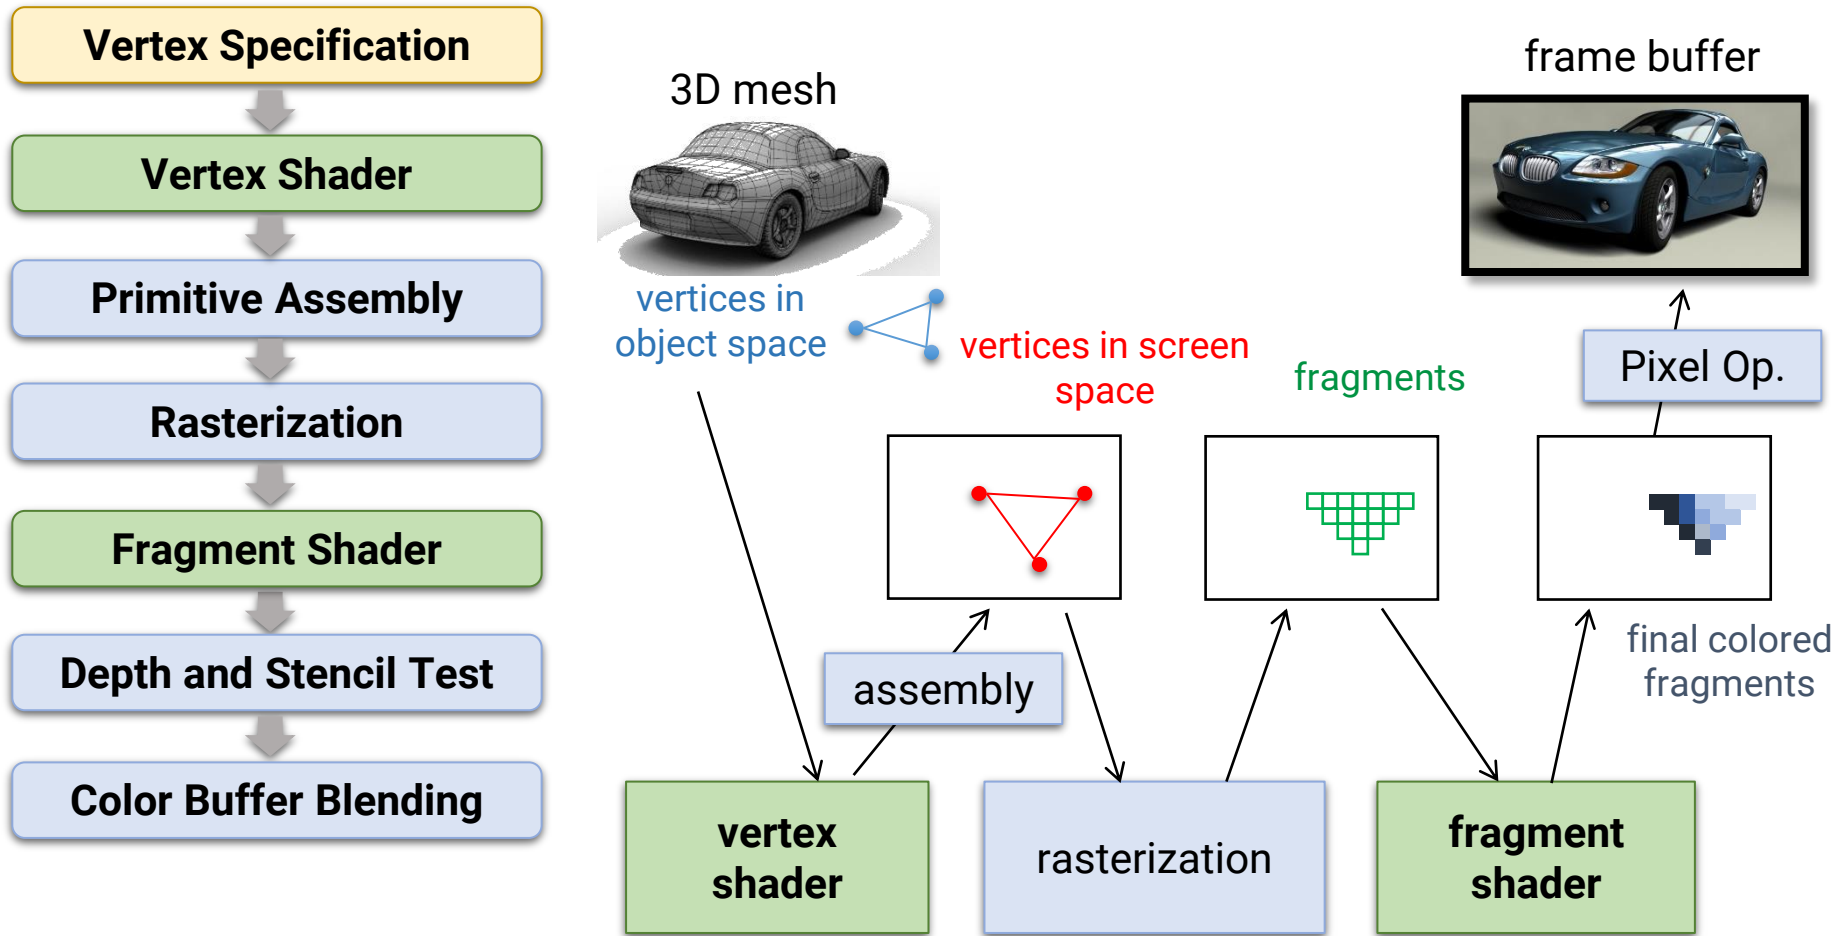 Vertex Specification
Vertex Shader
Primitive Assembly
Rasterization
Fragment Shader
Depth and Stencil Test
Color Buffer Blending
3D mesh
vertices in
object space
vertices in screen
space
fragments
frame buffer
Pixel Op.
final colored
fragments
assembly
vertex
shader
rasterization
fragment
shader